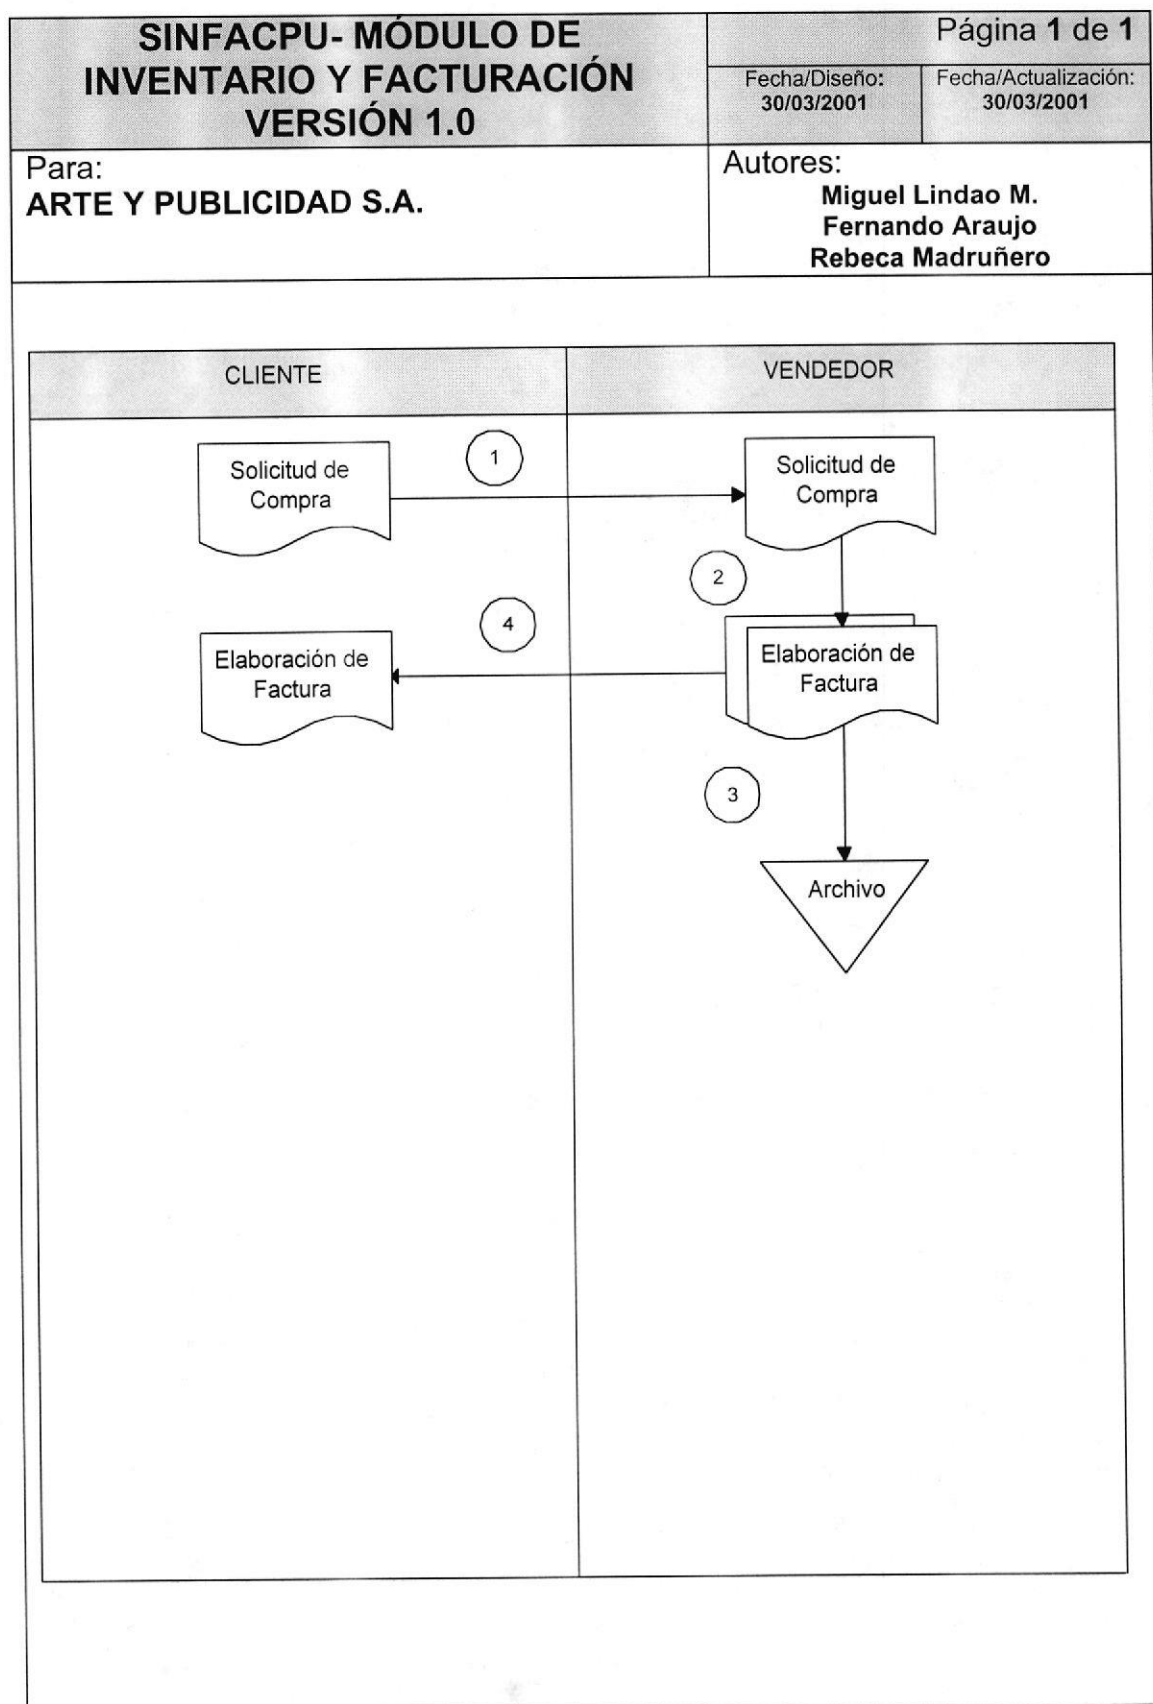 SINFACPU- MÓDULO DE
INVENTARIO Y FACTURACIÓN
VERSIÓN 1.0
Página 1 de 1
Fecha/Diseño:
30/03/2001
Fecha/Actualización:
30/03/2001
Para:
ARTE Y PUBLICIDAD S.A.
Autores:
Miguel Lindao M.
Fernando Araujo
Rebeca Madruñero
CLIENTE
VENDEDOR
Solicitud de
Compra
1
Solicitud de
Compra
2
4
Elaboración de
Factura
Elaboración de
Factura
3
Archivo